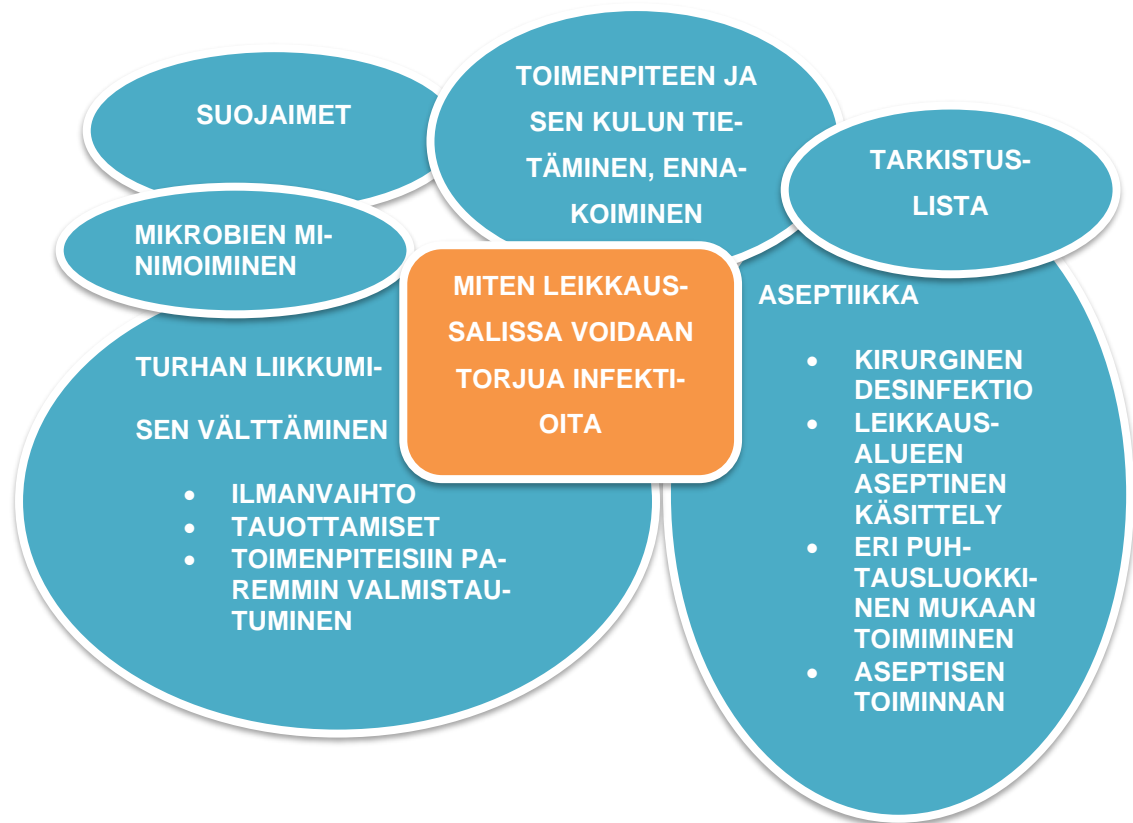 SUOJAIMET
TOIMENPITEEN JA
SEN KULUN TIE-
TÄMINEN, ENNA-
KOIMINEN
TARKISTUS-
LISTA
MIKROBIEN MI-
NIMOIMINEN
MITEN LEIKKAUS-
SALISSA VOIDAAN
TORJUA INFEKTI-
OITA
TURHAN LIIKKUMI-
SEN VÄLTTÄMINEN
• ILMANVAIHTO
• TAUOTTAMISET
• TOIMENPITEISIIN PA-
REMMIN VALMISTAU-
TUMINEN
ASEPTIIKKA
• KIRURGINEN
DESINFEKTIO
• LEIKKAUS-
ALUEEN
ASEPTINEN
KÄSITTELY
• ERI PUH-
TAUSLUOKKI-
NEN MUKAAN
TOIMIMINEN
• ASEPTISEN
TOIMINNAN